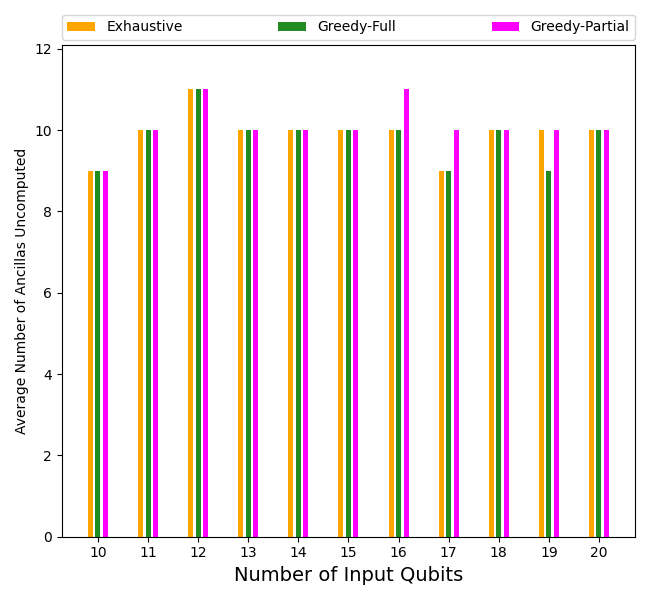 Exhaustive Greedy-Full Greedy-Partial
Average Number of Ancillas Uncomputed
12
10
8
6
4
2
0
10 11 12 13 14 15 16 17 18 19 20
Number of Input Qubits